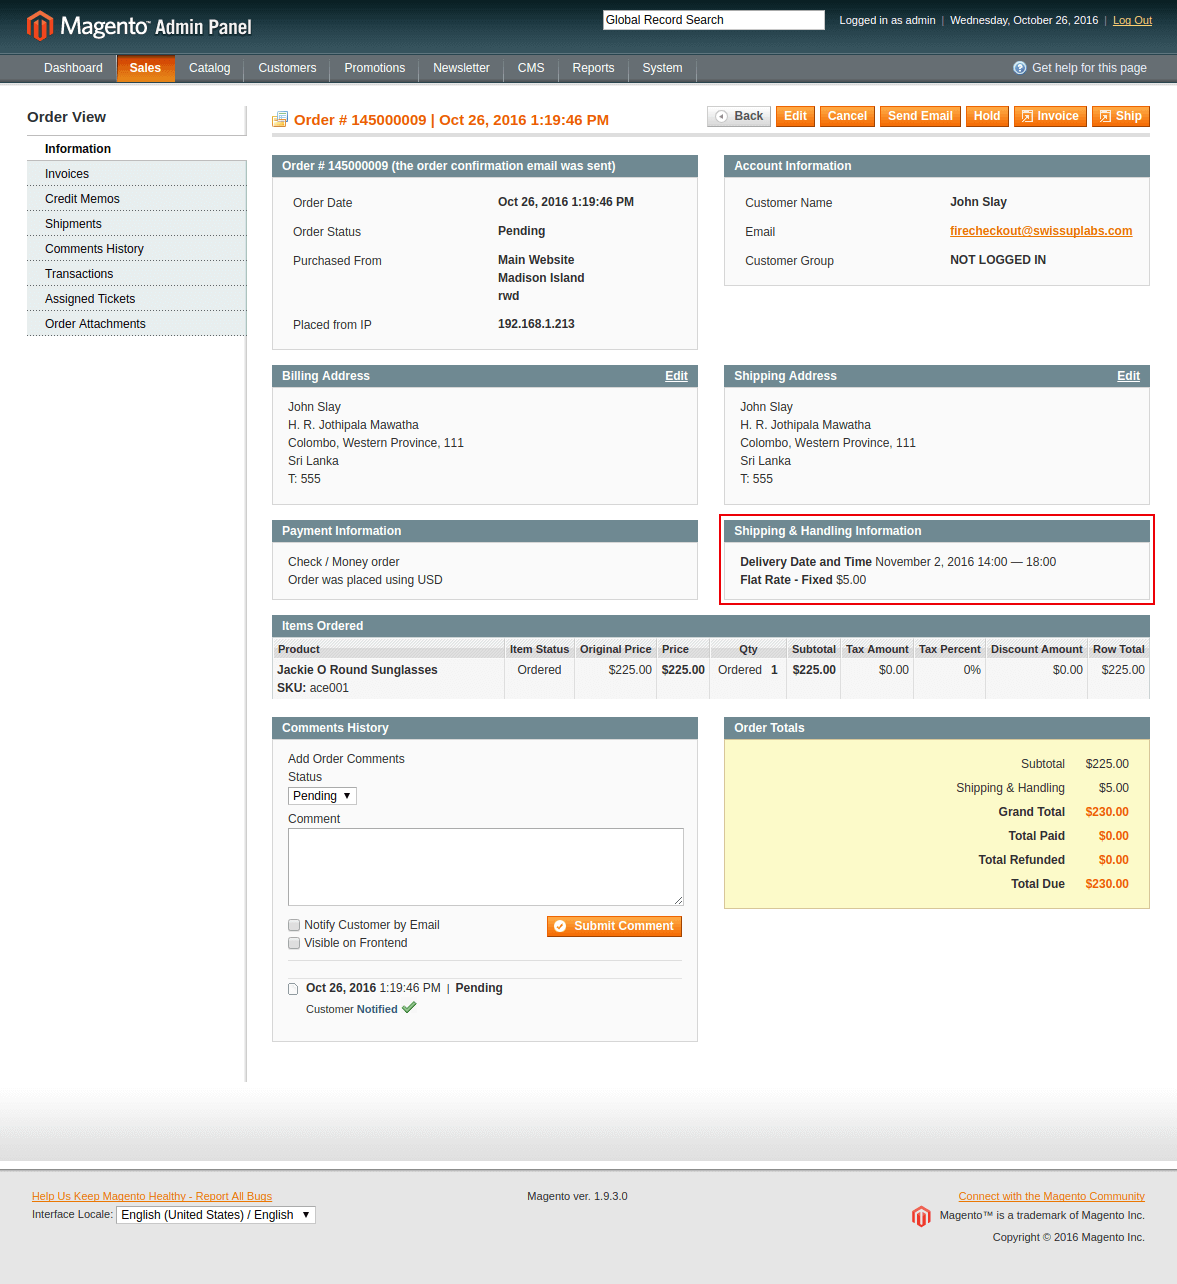 Magento™ Admin Panel
Global Record Search
Logged in as admin | Wednesday, October 26, 2016 | Log Out
Dashboard Sales Catalog Customers Promotions Newsletter CMS Reports System
Get help for this page
Order View
Information
Invoices
Credit Memos
Shipments
Comments History
Transactions
Assigned Tickets
Order Attachments
Order # 145000009 | Oct 26, 2016 1:19:46 PM
Back Edit Cancel Send Email Hold Invoice Ship
Order # 145000009 (the order confirmation email was sent)
Order Date Oct 26, 2016 1:19:46 PM
Order Status Pending
Purchased From Main Website
Madison Island
rwd
Placed from IP 192.168.1.213
Account Information
Customer Name John Slay
Email firecheckout@swissuplabs.com
Customer Group NOT LOGGED IN
Billing Address Edit
John Slay
H. R. Jothipala Mawatha
Colombo, Western Province, 111
Sri Lanka
T: 555
Shipping Address Edit
John Slay
H. R. Jothipala Mawatha
Colombo, Western Province, 111
Sri Lanka
T: 555
Payment Information
Check / Money order
Order was placed using USD
Shipping & Handling Information
Delivery Date and Time November 2, 2016 14:00 — 18:00
Flat Rate - Fixed $5.00
Items Ordered
Product Item Status Original Price Price Qty Subtotal Tax Amount Tax Percent Discount Amount Row Total
Jackie O Round Sunglasses Ordered $225.00 $225.00 Ordered 1 $225.00 $0.00 0% $0.00 $225.00
SKU: ace001
Comments History
Add Order Comments
Status
Pending ▼
Comment
Notify Customer by Email
Submit Comment
Visible on Frontend
Oct 26, 2016 1:19:46 PM | Pending
Customer Notified
Order Totals
Subtotal $225.00
Shipping & Handling $5.00
Grand Total $230.00
Total Paid $0.00
Total Refunded $0.00
Total Due $230.00
Help Us Keep Magento Healthy - Report All Bugs
Interface Locale: English (United States) / English ▼
Magento ver. 1.9.3.0
Connect with the Magento Community
Magento™ is a trademark of Magento Inc.
Copyright © 2016 Magento Inc.